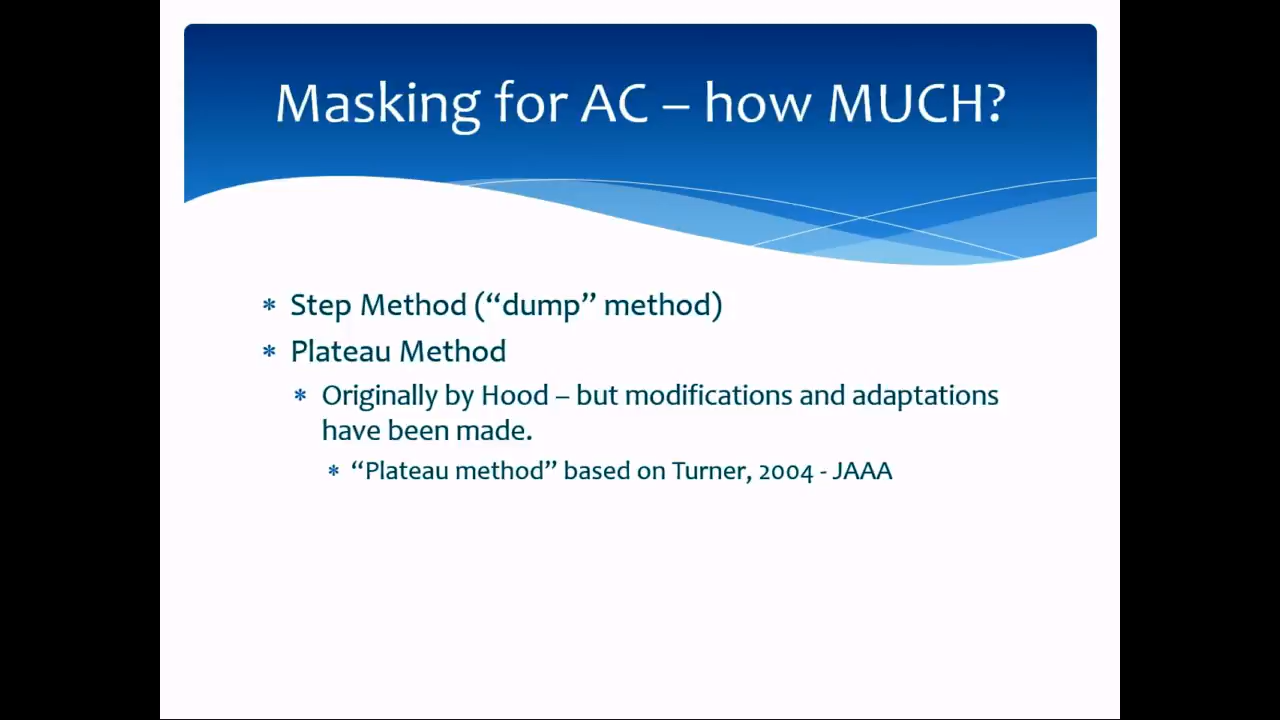 Masking for AC – how MUCH?
* Step Method (“dump” method)
* Plateau Method
* Originally by Hood – but modifications and adaptations
have been made.
* “Plateau method” based on Turner, 2004 - JAAA